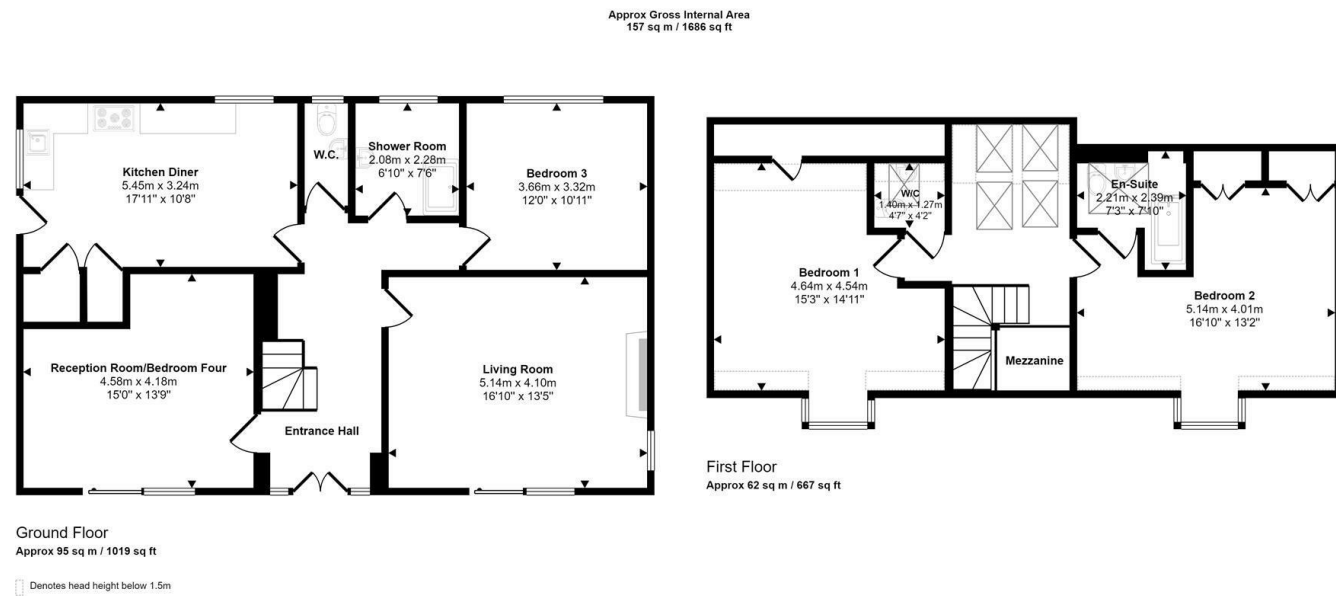 Approx Gross Internal Area
157 sq m / 1686 sq ft
Kitchen Diner
5.45m x 3.24m
17'11" x 10'8"
W.C.
Shower Room
2.08m x 2.28m
6'10" x 7'6"
Bedroom 3
3.66m x 3.32m
12'0" x 10'11"
Reception Room/Bedroom Four
4.58m x 4.18m
15'0" x 13'9"
Entrance Hall
Living Room
5.14m x 4.10m
16'10" x 13'5"
Ground Floor
Approx 95 sq m / 1019 sq ft
Denotes head height below 1.5m
W/C
1.40m x 1.27m
4'7" x 4'2"
En-Suite
2.21m x 2.39m
7'3" x 7'10"
Bedroom 1
4.64m x 4.54m
15'3" x 14'11"
Bedroom 2
5.14m x 4.01m
16'10" x 13'2"
Mezzanine
First Floor
Approx 62 sq m / 667 sq ft